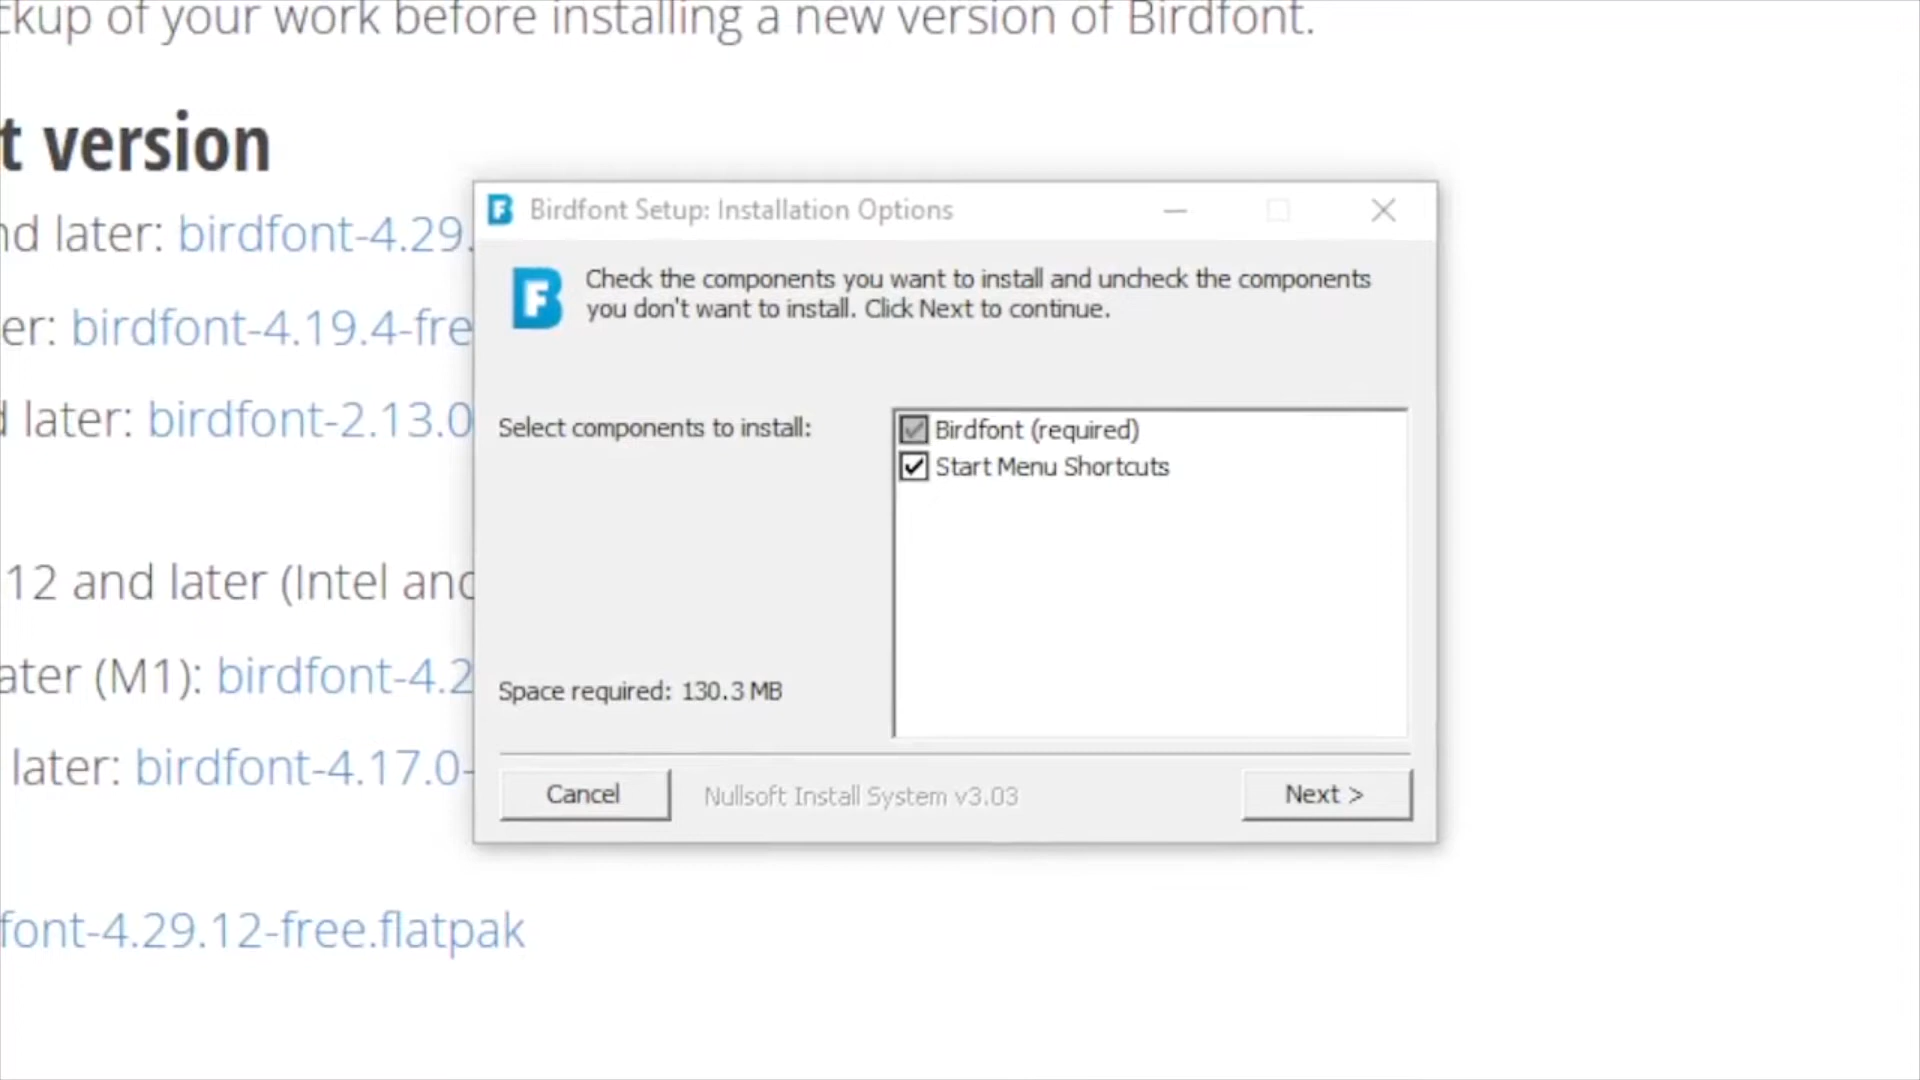 ckup of your work before installing a new version of Birdfont.
t version
nd later: birdfont-4.29.
er: birdfont-4.19.4-free
d later: birdfont-2.13.0
12 and later (Intel and
ater (M1): birdfont-4.2
later: birdfont-4.17.0-
font-4.29.12-free.flatpak
Birdfont Setup: Installation Options
Check the components you want to install and uncheck the components
you don't want to install. Click Next to continue.
Select components to install:
Birdfont (required)
Start Menu Shortcuts
Space required: 130.3 MB
Cancel
Nullsoft Install System v3.03
Next >